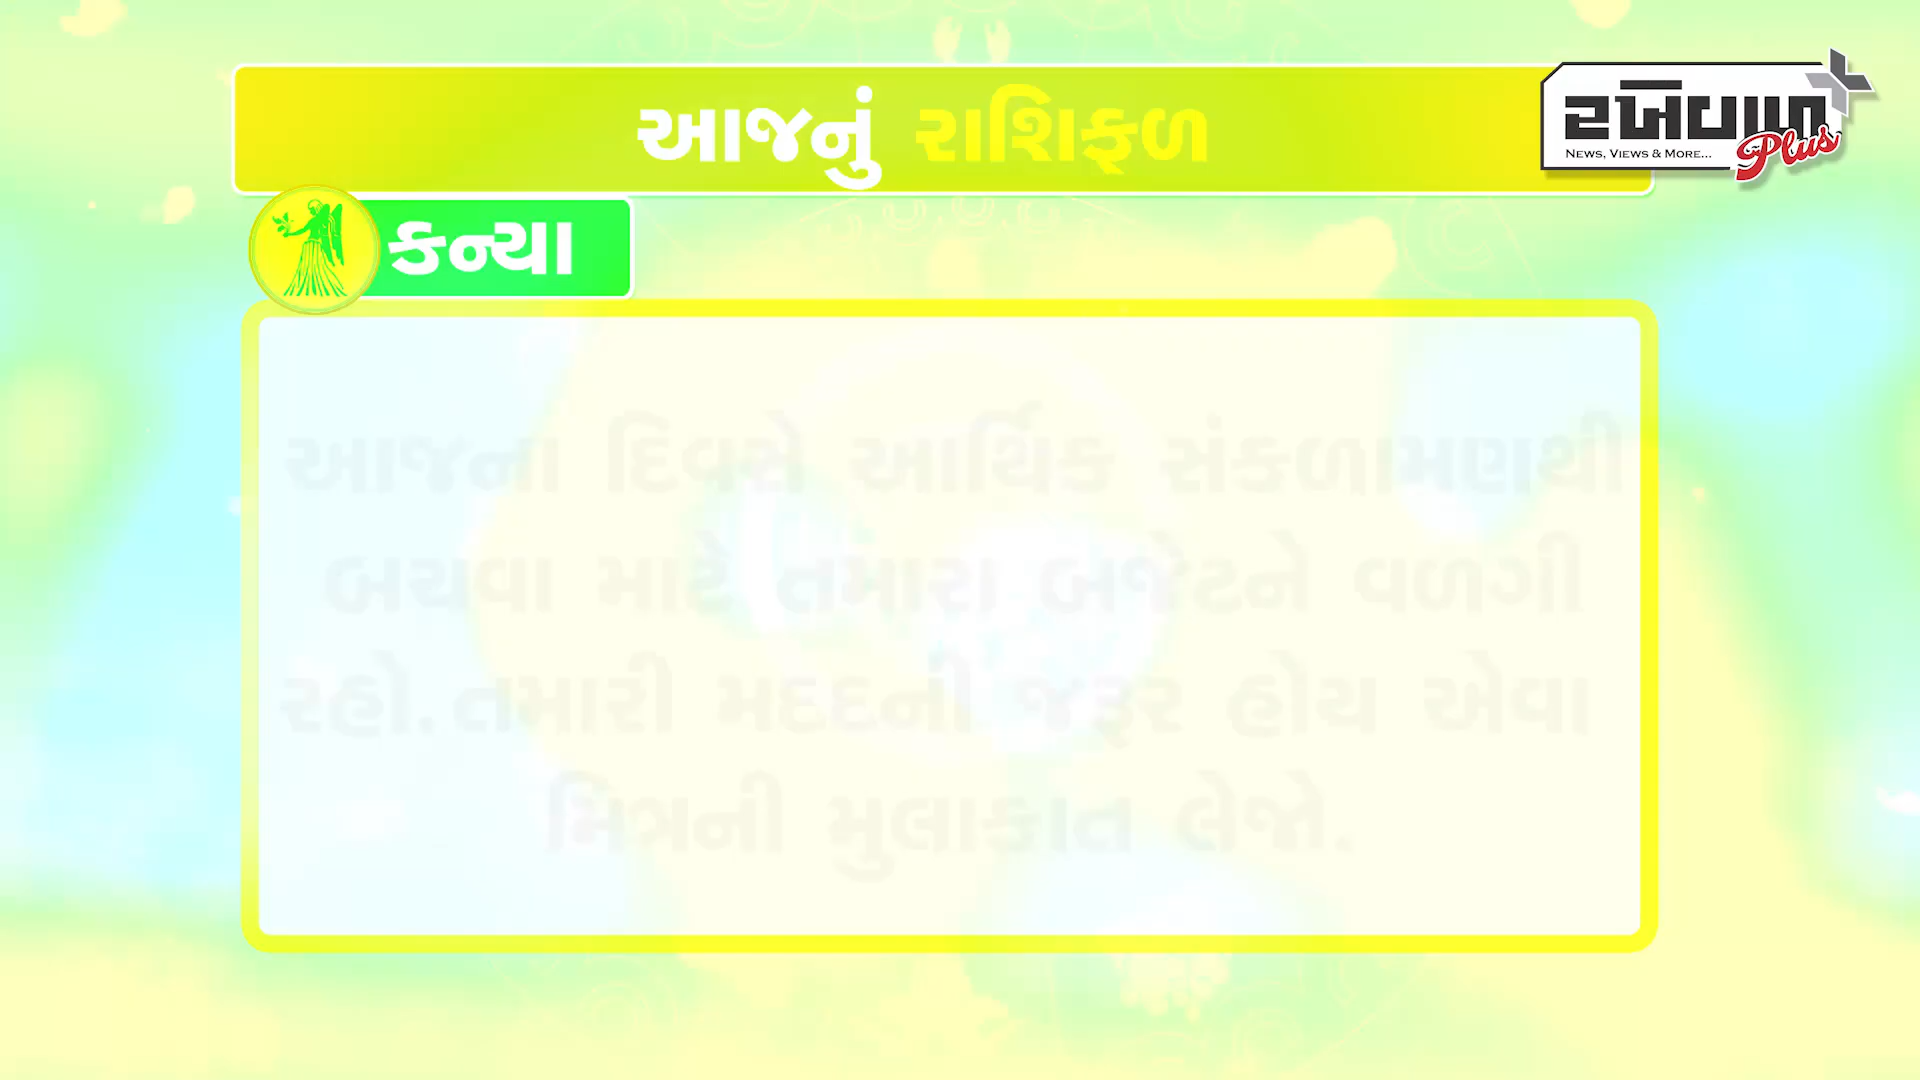 આજનું રાશિફળ
રખેવાળ
Plus
NEWS, VIEWS & MORE...
કન્યા
આજના દિવસે આર્થિક સંકળામણથી
બચવા માટે તમારા બજેટને વળગી
રહો. તમારી મદદની જરૂર હોય એવા
મિત્રની મુલાકાત લેજો.